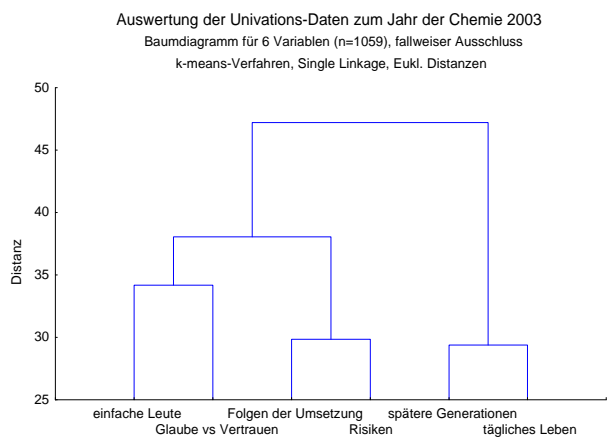 Auswertung der Univations-Daten zum Jahr der Chemie 2003
Baumdiagramm für 6 Variablen (n=1059), fallweiser Ausschluss
k-means-Verfahren, Single Linkage, Eukl. Distanzen
50
45
40
35
30
25
Distanz
einfache Leute
Glaube vs Vertrauen
Folgen der Umsetzung
Risiken
spätere Generationen
tägliches Leben